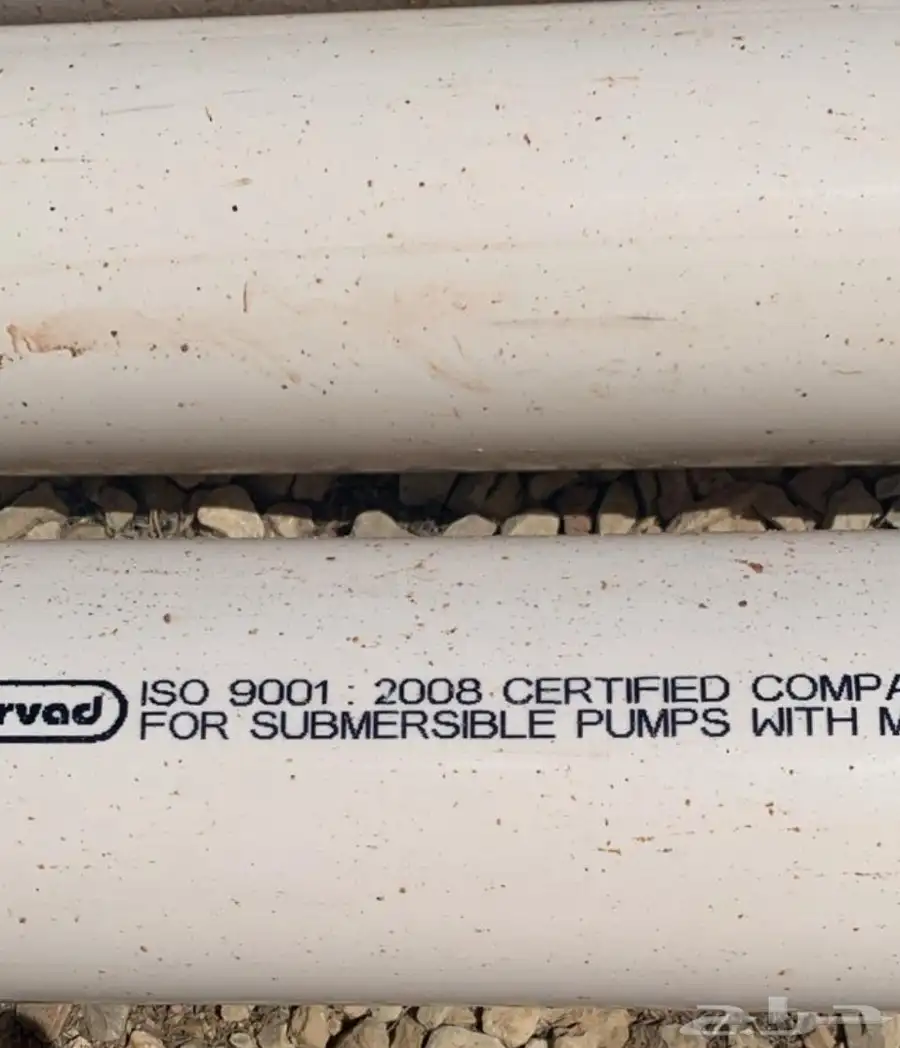 rvad
ISO 9001 : 2008 CERTIFIED COMPA
FOR SUBMERSIBLE PUMPS WITH M